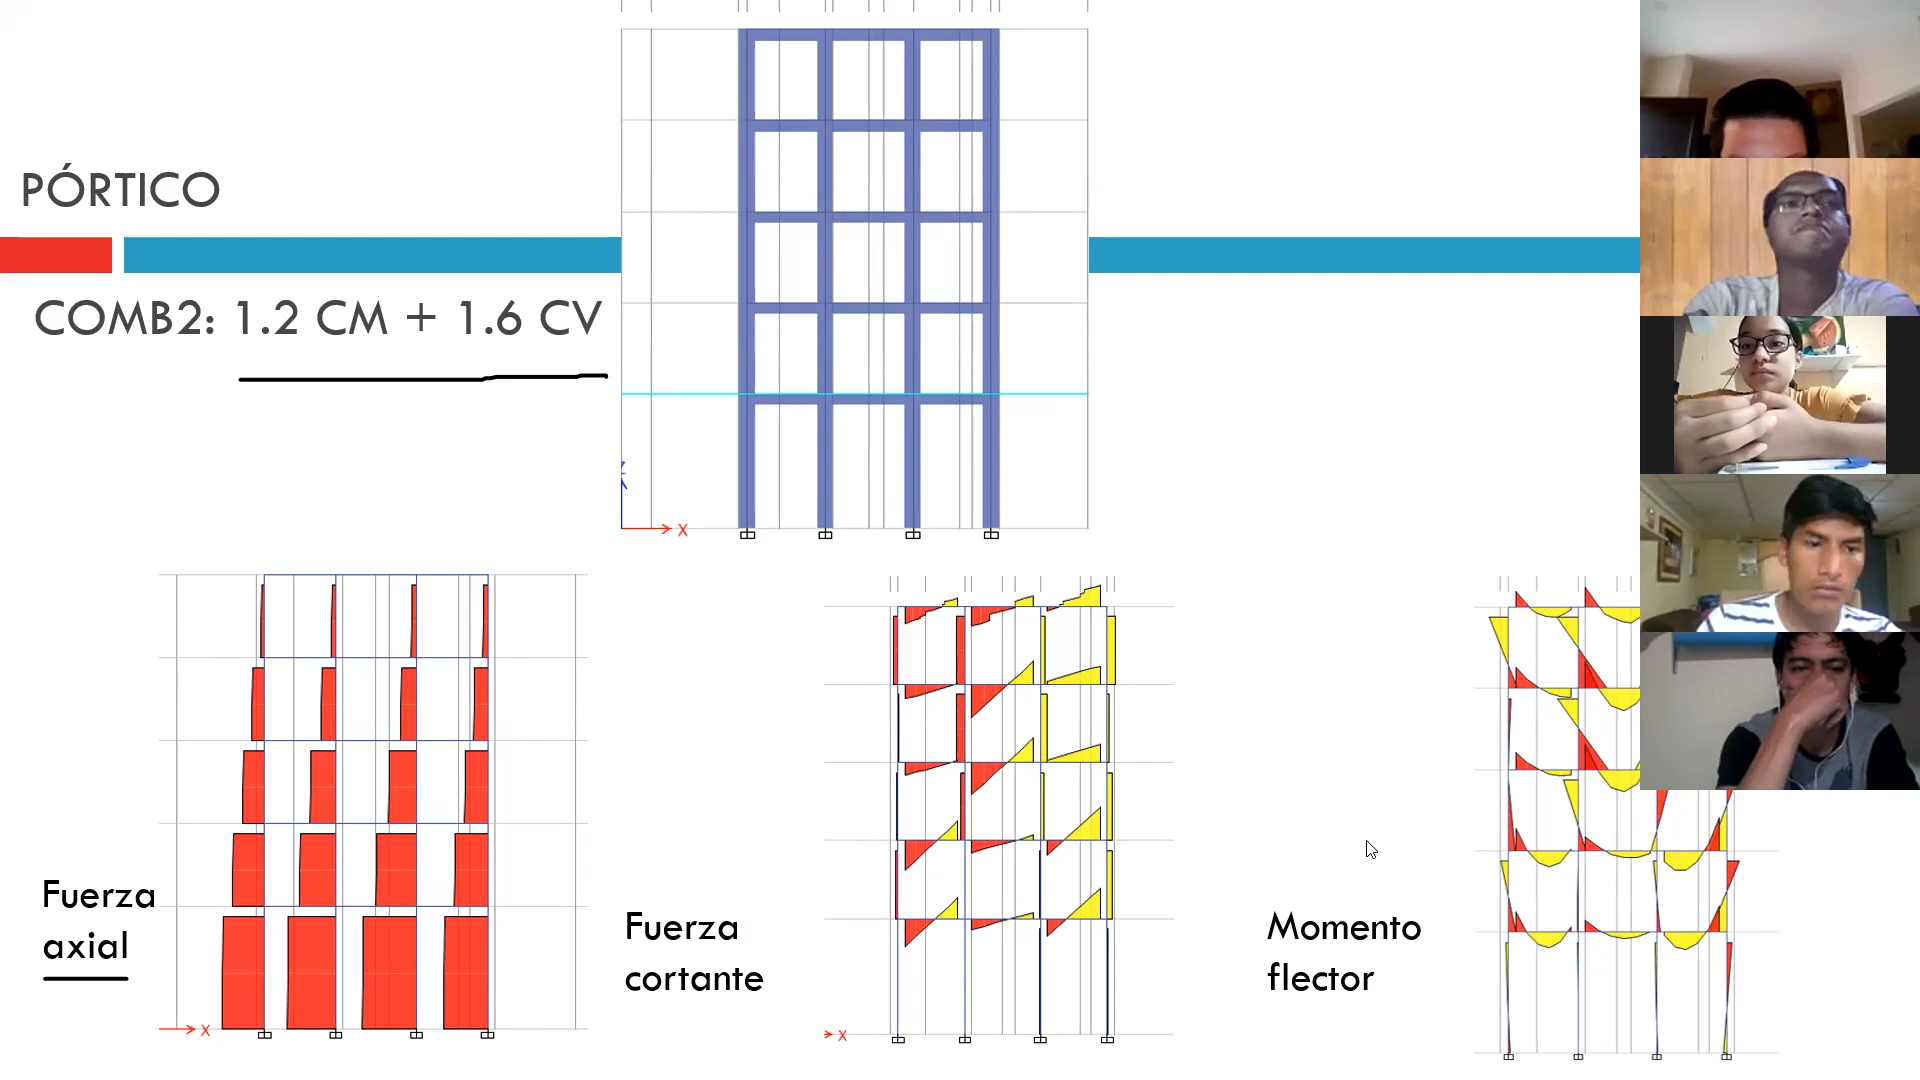 PÓRTICO
COMB2: 1.2 CM + 1.6 CV
X
Fuerza
axial
X
Fuerza
cortante
X
Momento
flector